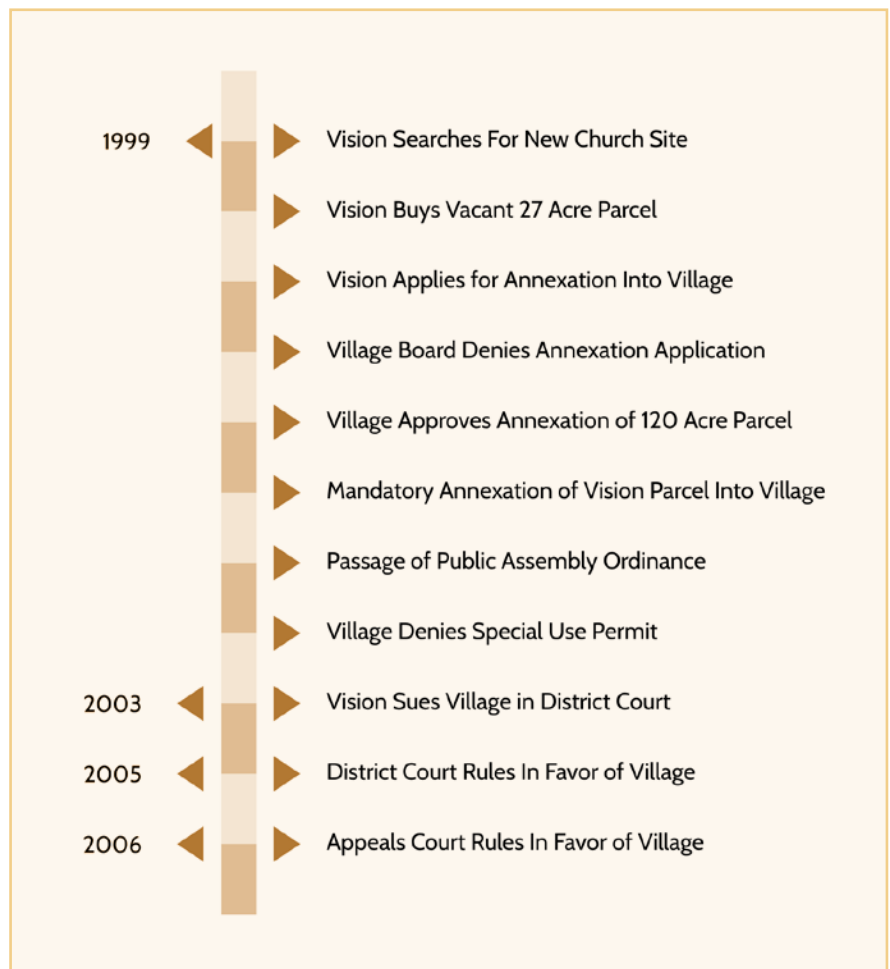 1999 Vision Searches For New Church Site
Vision Buys Vacant 27 Acre Parcel
Vision Applies for Annexation Into Village
Village Board Denies Annexation Application
Village Approves Annexation of 120 Acre Parcel
Mandatory Annexation of Vision Parcel Into Village
Passage of Public Assembly Ordinance
Village Denies Special Use Permit
2003 Vision Sues Village in District Court
2005 District Court Rules In Favor of Village
2006 Appeals Court Rules In Favor of Village